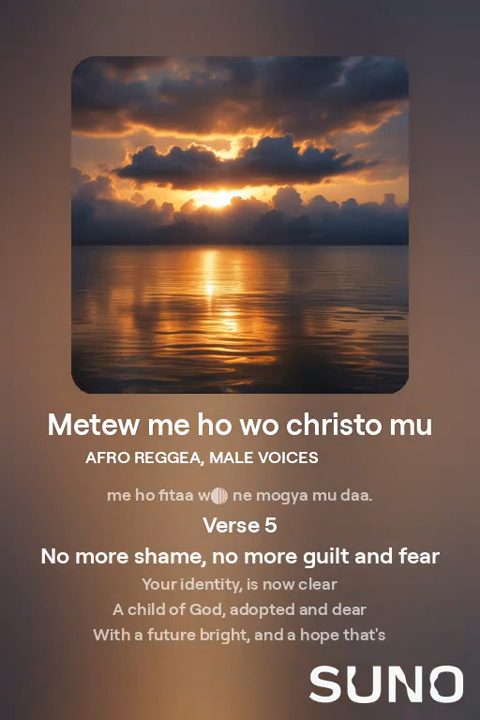 Metew me ho wo christo mu
AFRO REGGEA, MALE VOICES
me ho fitaa ne mogya mu daa.
Verse 5
No more shame, no more guilt and fear
Your identity, is now clear
A child of God, adopted and dear
With a future bright, and a hope that's
SUNO